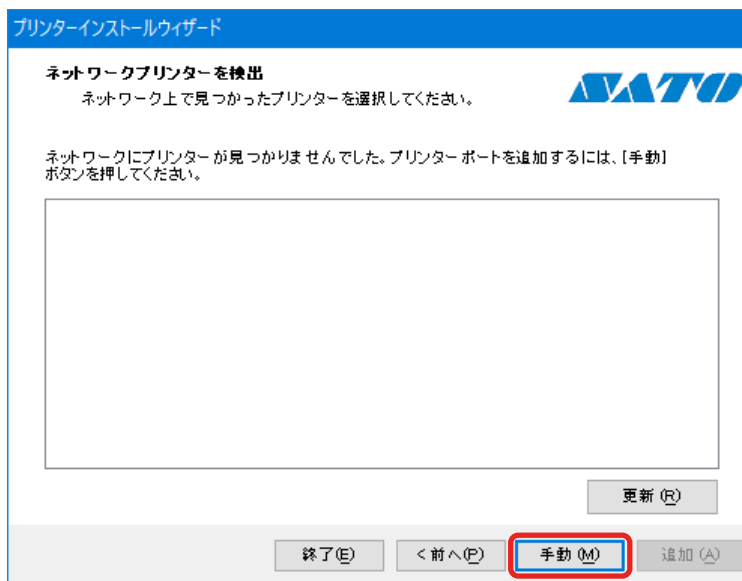 プリンターインストールウィザード
ネットワークプリンターを検出
ネットワーク上で見つかったプリンターを選択してください。
SATO
ネットワークにプリンターが見つかりませんでした。プリンターポートを追加するには、[手動]
ボタンを押してください。
更新(R)
終了(E) <前へ(P) 手動(M) 追加(A)